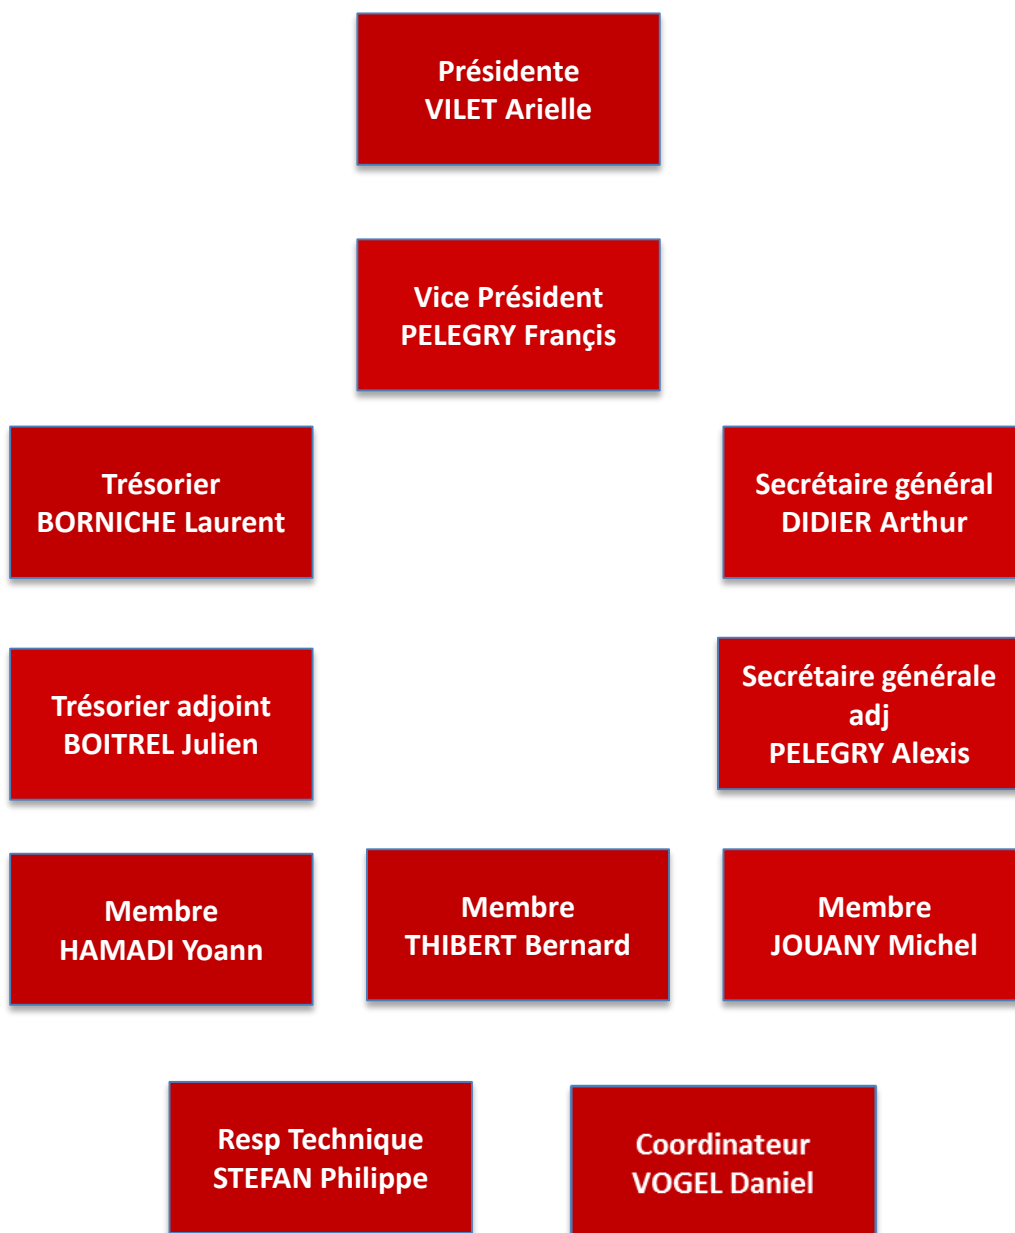 Présidente
VILET Arielle
Vice Président
PELEGRY Françis
Trésorier
BORNICHE Laurent
Secrétaire général
DIDIER Arthur
Trésorier adjoint
BOITREL Julien
Secrétaire générale
adj
PELEGRY Alexis
Membre
HAMADI Yoann
Membre
THIBERT Bernard
Membre
JOUANY Michel
Resp Technique
STEFAN Philippe
Coordinateur
VOGEL Daniel